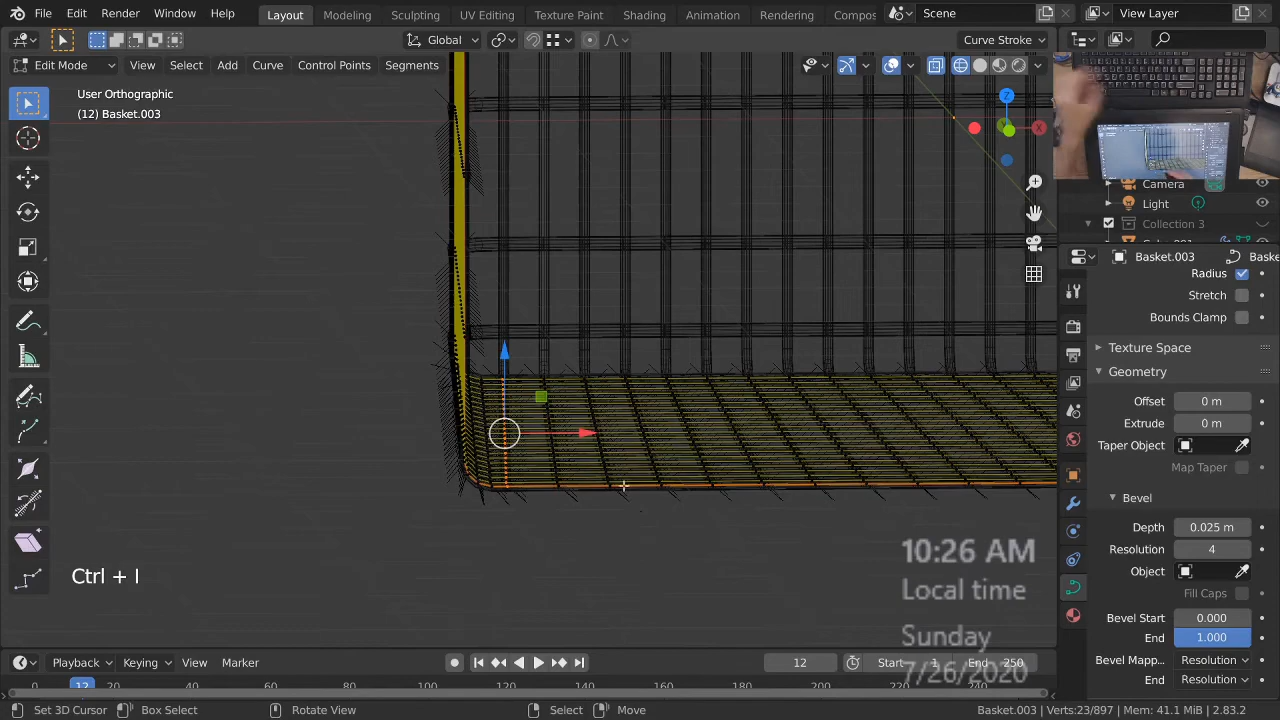 File Edit Render Window Help Layout Modeling Sculpting UV Editing Texture Paint Shading Animation Rendering Compos Scene View Layer
Global Curve Stroke
Edit Mode View Select Add Curve Control Points Segments
User Orthographic
(12) Basket.003
Z
X
Camera
Light
Collection 3
Basket.003 Baske
Radius
Stretch
Bounds Clamp
Texture Space
Geometry
Offset 0 m
Extrude 0 m
Taper Object
Map Taper
Bevel
Depth 0.025 m
Resolution 4
Object
Fill Caps
Bevel Start 0.000
End 1.000
Bevel Mapp... Resolution
End Resolution
Ctrl + I
10:26 AM
Local time
Sunday
7/26/2020
Playback Keying View Marker 12 Start 1 End 250
0 12 20 40 60 80 100 120 140 160 180 200 220 240
Set 3D Cursor Box Select Rotate View Select Move Basket.003 | Verts:23/897 | Mem: 41.1 MiB | 2.83.2